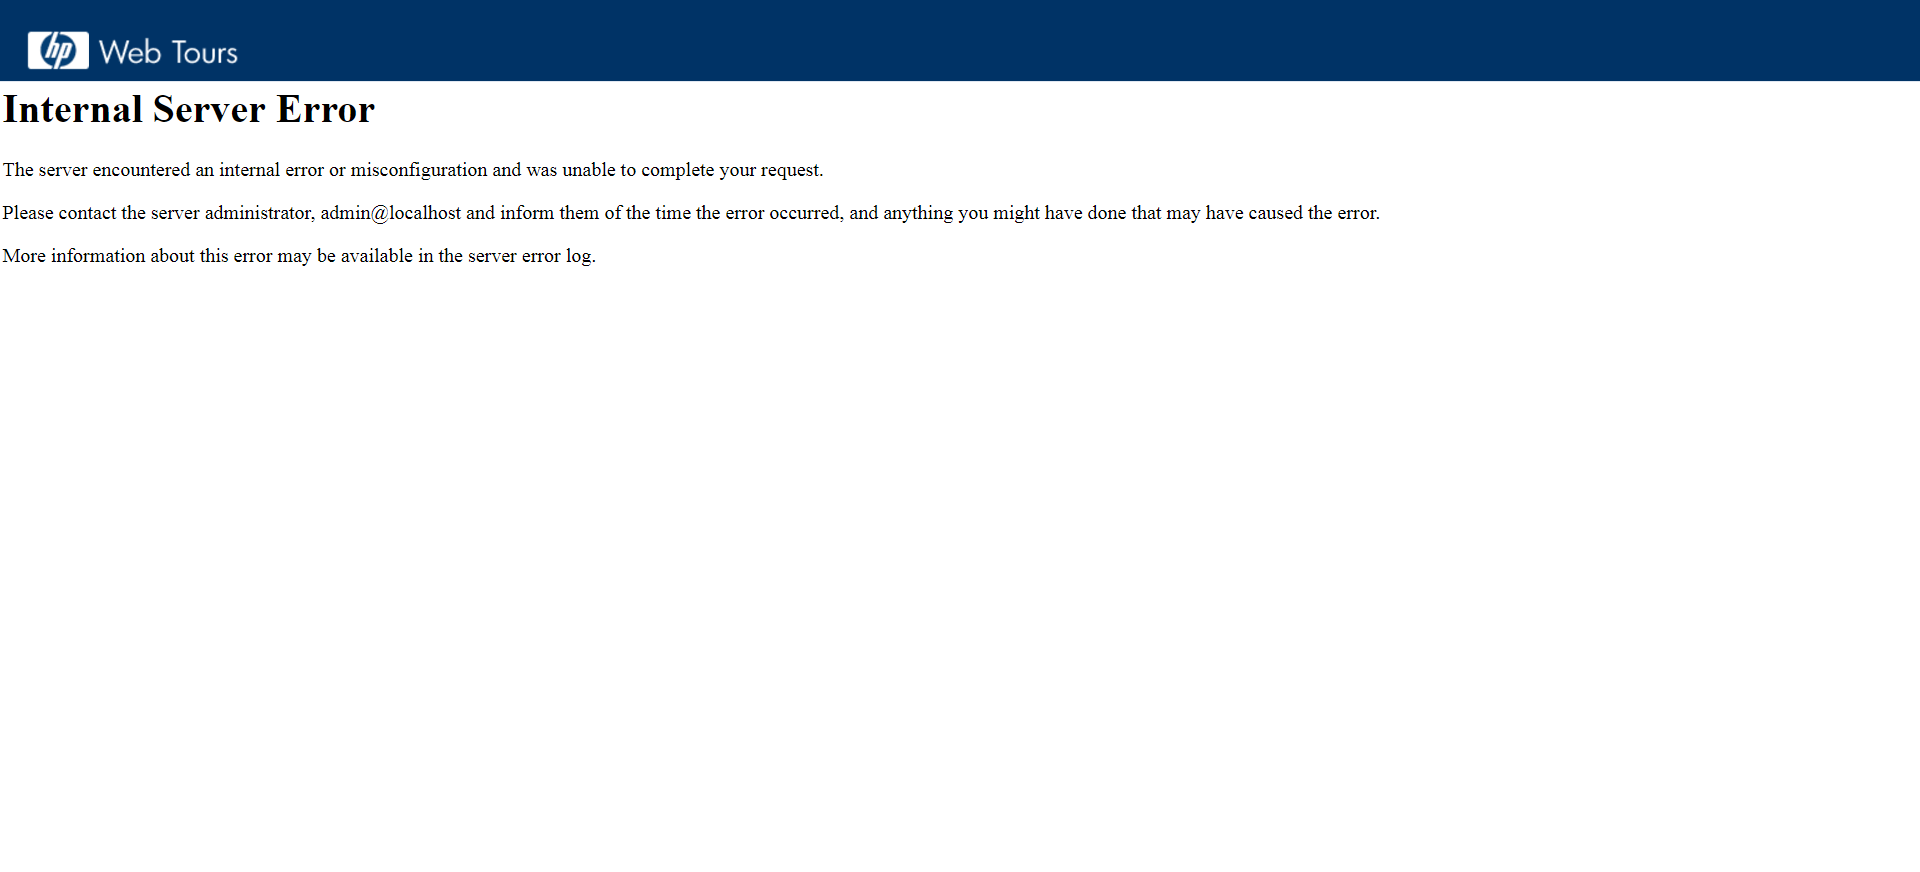 hp Web Tours
Internal Server Error
The server encountered an internal error or misconfiguration and was unable to complete your request.
Please contact the server administrator, admin@localhost and inform them of the time the error occurred, and anything you might have done that may have caused the error.
More information about this error may be available in the server error log.